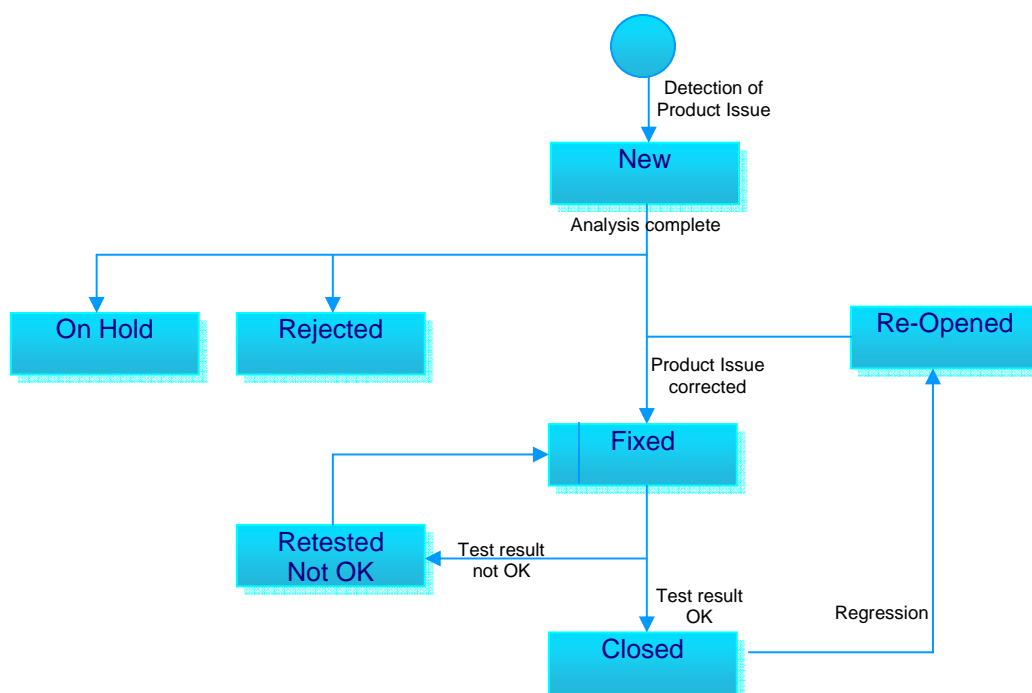 Detection of
Product Issue
New
Analysis complete
On Hold
Rejected
Re-Opened
Product Issue
corrected
Fixed
Retested
Not OK
Test result
not OK
Test result
OK
Regression
Closed